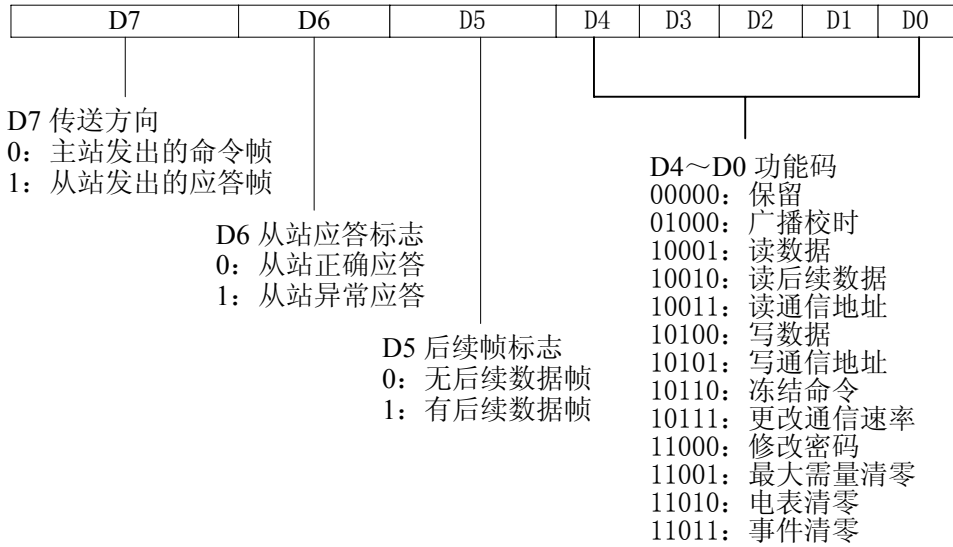 D7 D6 D5 D4 D3 D2 D1 D0
D7 传送方向
0：主站发出的命令帧
1：从站发出的应答帧
D6 从站应答标志
0：从站正确应答
1：从站异常应答
D5 后续帧标志
0：无后续数据帧
1：有后续数据帧
D4～D0 功能码
00000：保留
01000：广播校时
10001：读数据
10010：读后续数据
10011：读通信地址
10100：写数据
10101：写通信地址
10110：冻结命令
10111：更改通信速率
11000：修改密码
11001：最大需量清零
11010：电表清零
11011：事件清零